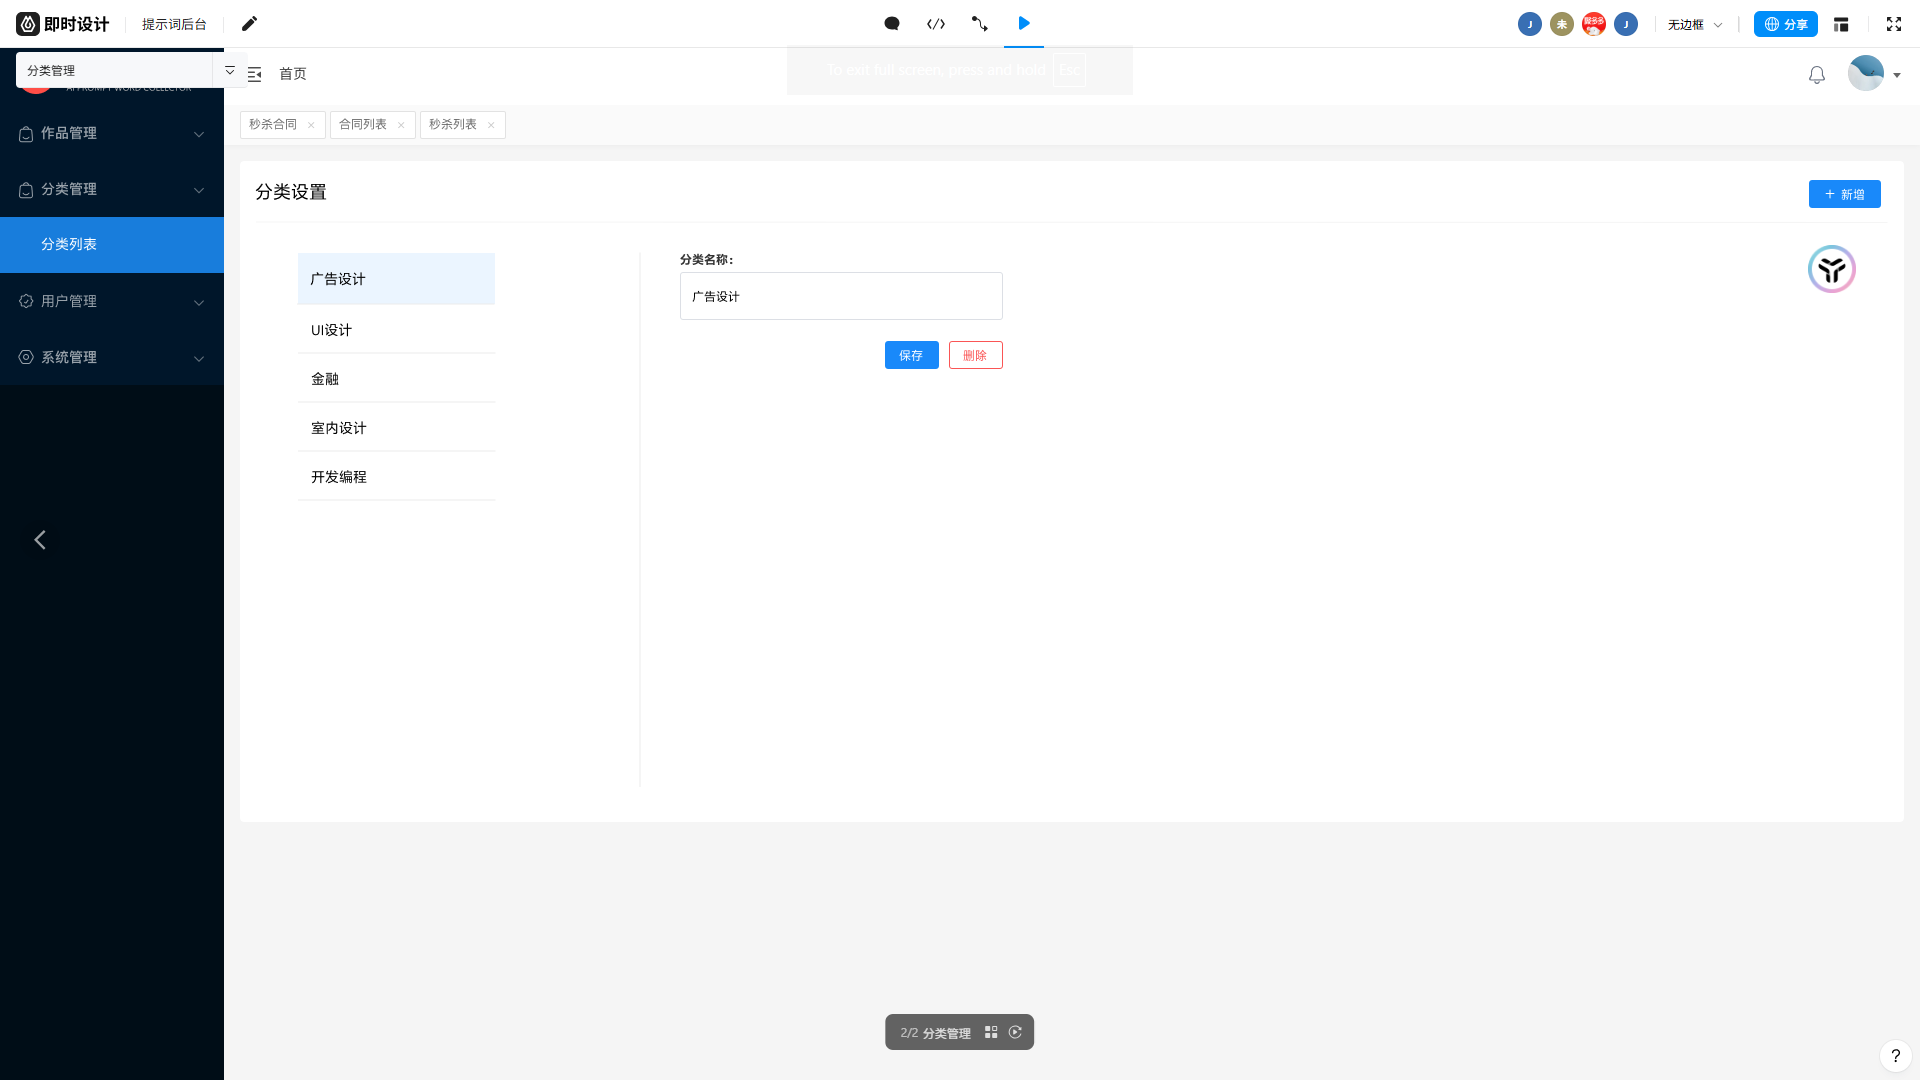 即时设计
提示词后台
J
未
J
无边框
分享
分类管理
首页
To exit full screen, press and hold Esc
秒杀合同 ×
合同列表 ×
秒杀列表 ×
作品管理
分类管理
分类列表
用户管理
系统管理
分类设置
+ 新增
广告设计
UI设计
金融
室内设计
开发编程
分类名称：
广告设计
保存
删除
2/2 分类管理
?